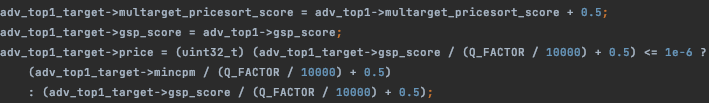 adv_top1_target->multarget_pricesort_score = adv_top1->multarget_pricesort_score + 0.5;
adv_top1_target->gsp_score = adv_top1->gsp_score;
adv_top1_target->price = (uint32_t) (adv_top1_target->gsp_score / (Q_FACTOR / 10000) + 0.5) <= 1e-6 ?
(adv_top1_target->mincpm / (Q_FACTOR / 10000) + 0.5)
: (adv_top1_target->gsp_score / (Q_FACTOR / 10000) + 0.5);